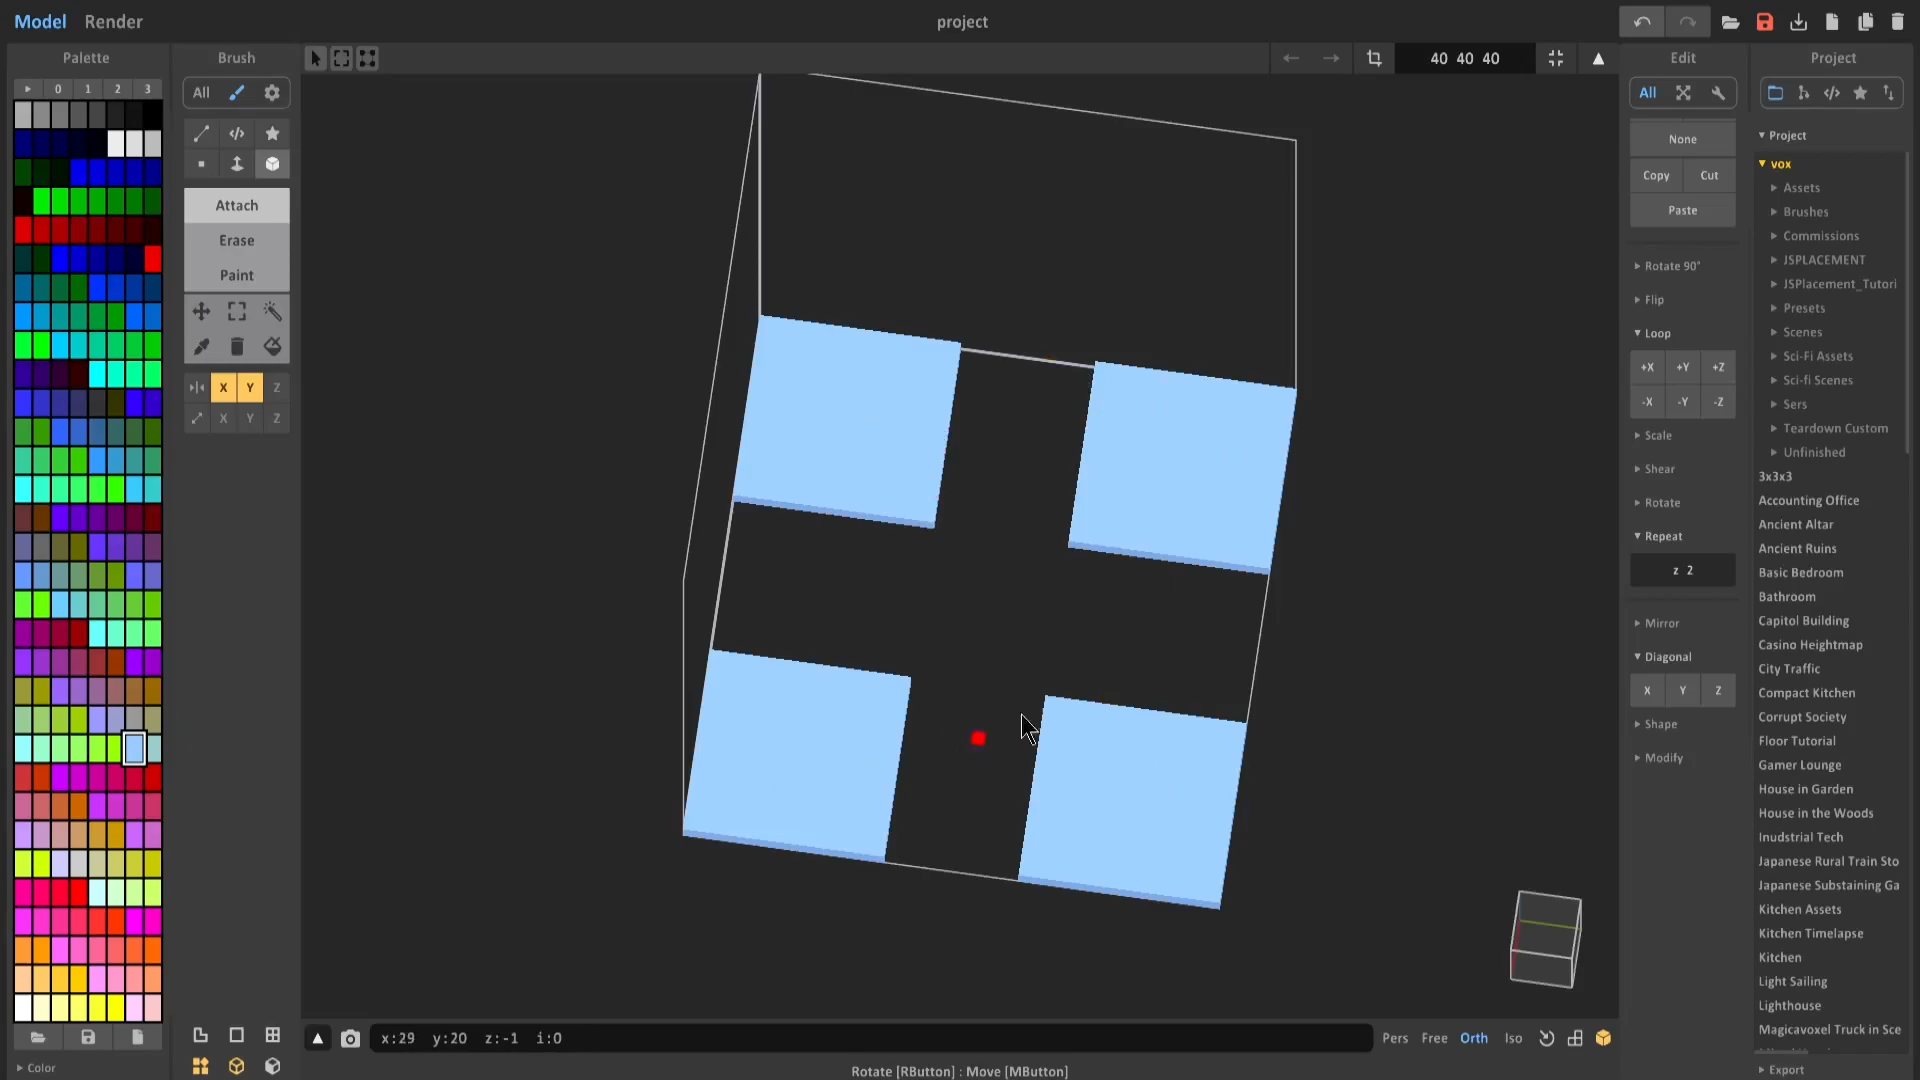 Model Render
project
Palette
Brush
40 40 40
Edit
Project
0 1 2 3
All
All
Project
None
vox
Copy Cut
Assets
Attach
Paste
Brushes
Erase
Commissions
Paint
Rotate 90°
JSPLACEMENT
JSPlacement_Tutori
Flip
Presets
Loop
Scenes
+X +Y +Z
Sci-Fi Assets
X Y Z
-X -Y -Z
Sci-fi Scenes
X Y Z
Sers
Scale
Teardown Custom
Shear
Unfinished
3x3x3
Rotate
Accounting Office
Ancient Altar
Repeat
Ancient Ruins
z 2
Basic Bedroom
Bathroom
Mirror
Capitol Building
Casino Heightmap
Diagonal
City Traffic
X Y Z
Compact Kitchen
Shape
Corrupt Society
Floor Tutorial
Modify
Gamer Lounge
House in Garden
House in the Woods
Inudstrial Tech
Japanese Rural Train Sto
Japanese Substaining Ga
Kitchen Assets
Kitchen Timelapse
Kitchen
Light Sailing
Lighthouse
Magicavoxel Truck in Sce
x:29 y:20 z:-1 i:0
Pers Free Orth Iso
Color
Rotate [RButton] : Move [MButton]
Export